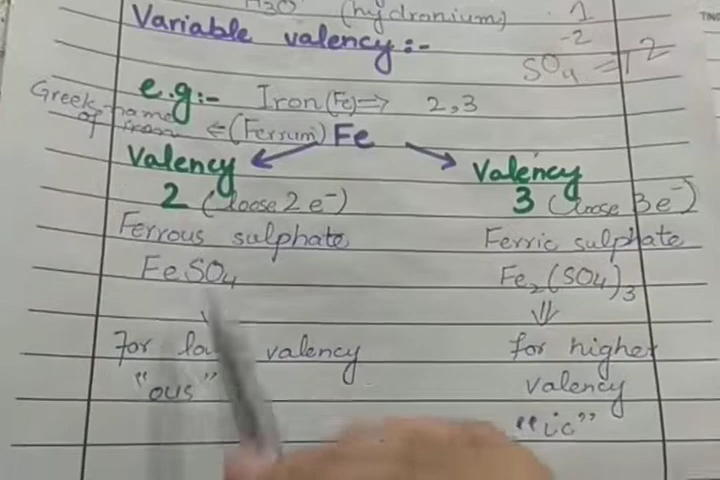 H3O (hydronium) 1
Variable valency:-
-2
SO4 = + 2
e.g:- Iron (Fe) => 2,3
Greek name of iron ← (Ferrum) Fe
Valency 2 (loose 2 e⁻)
Ferrous sulphate
FeSO4
For low valency
"ous"
Valency 3 (loose 3e⁻)
Ferric sulphate
Fe2(SO4)3
⇓
for higher
valency
"ic"